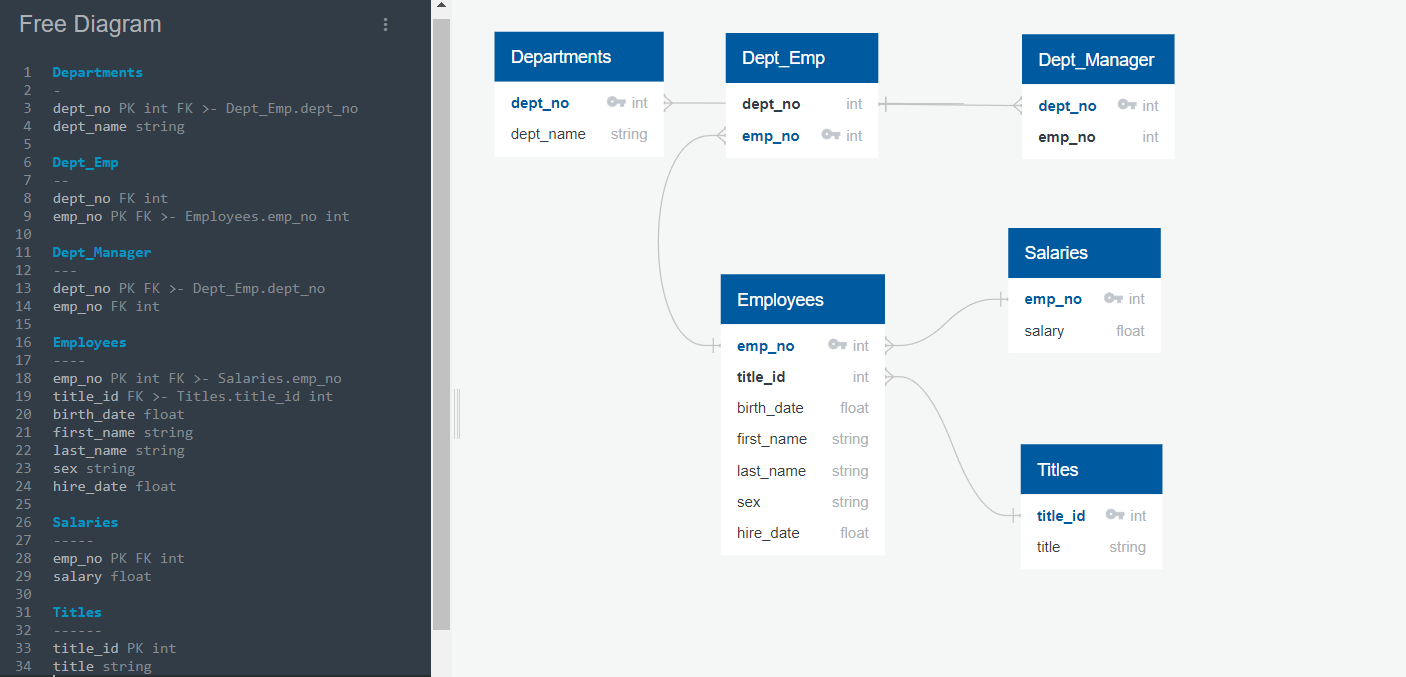 Free Diagram
1 Departments
2 -
3 dept_no PK int FK >- Dept_Emp.dept_no
4 dept_name string
5
6 Dept_Emp
7 --
8 dept_no FK int
9 emp_no PK FK >- Employees.emp_no int
10
11 Dept_Manager
12 ---
13 dept_no PK FK >- Dept_Emp.dept_no
14 emp_no FK int
15
16 Employees
17 ----
18 emp_no PK int FK >- Salaries.emp_no
19 title_id FK >- Titles.title_id int
20 birth_date float
21 first_name string
22 last_name string
23 sex string
24 hire_date float
25
26 Salaries
27 -----
28 emp_no PK FK int
29 salary float
30
31 Titles
32 ------
33 title_id PK int
34 title string
Departments
dept_no int
dept_name string
Dept_Emp
dept_no int
emp_no int
Dept_Manager
dept_no int
emp_no int
Employees
emp_no int
title_id int
birth_date float
first_name string
last_name string
sex string
hire_date float
Salaries
emp_no int
salary float
Titles
title_id int
title string